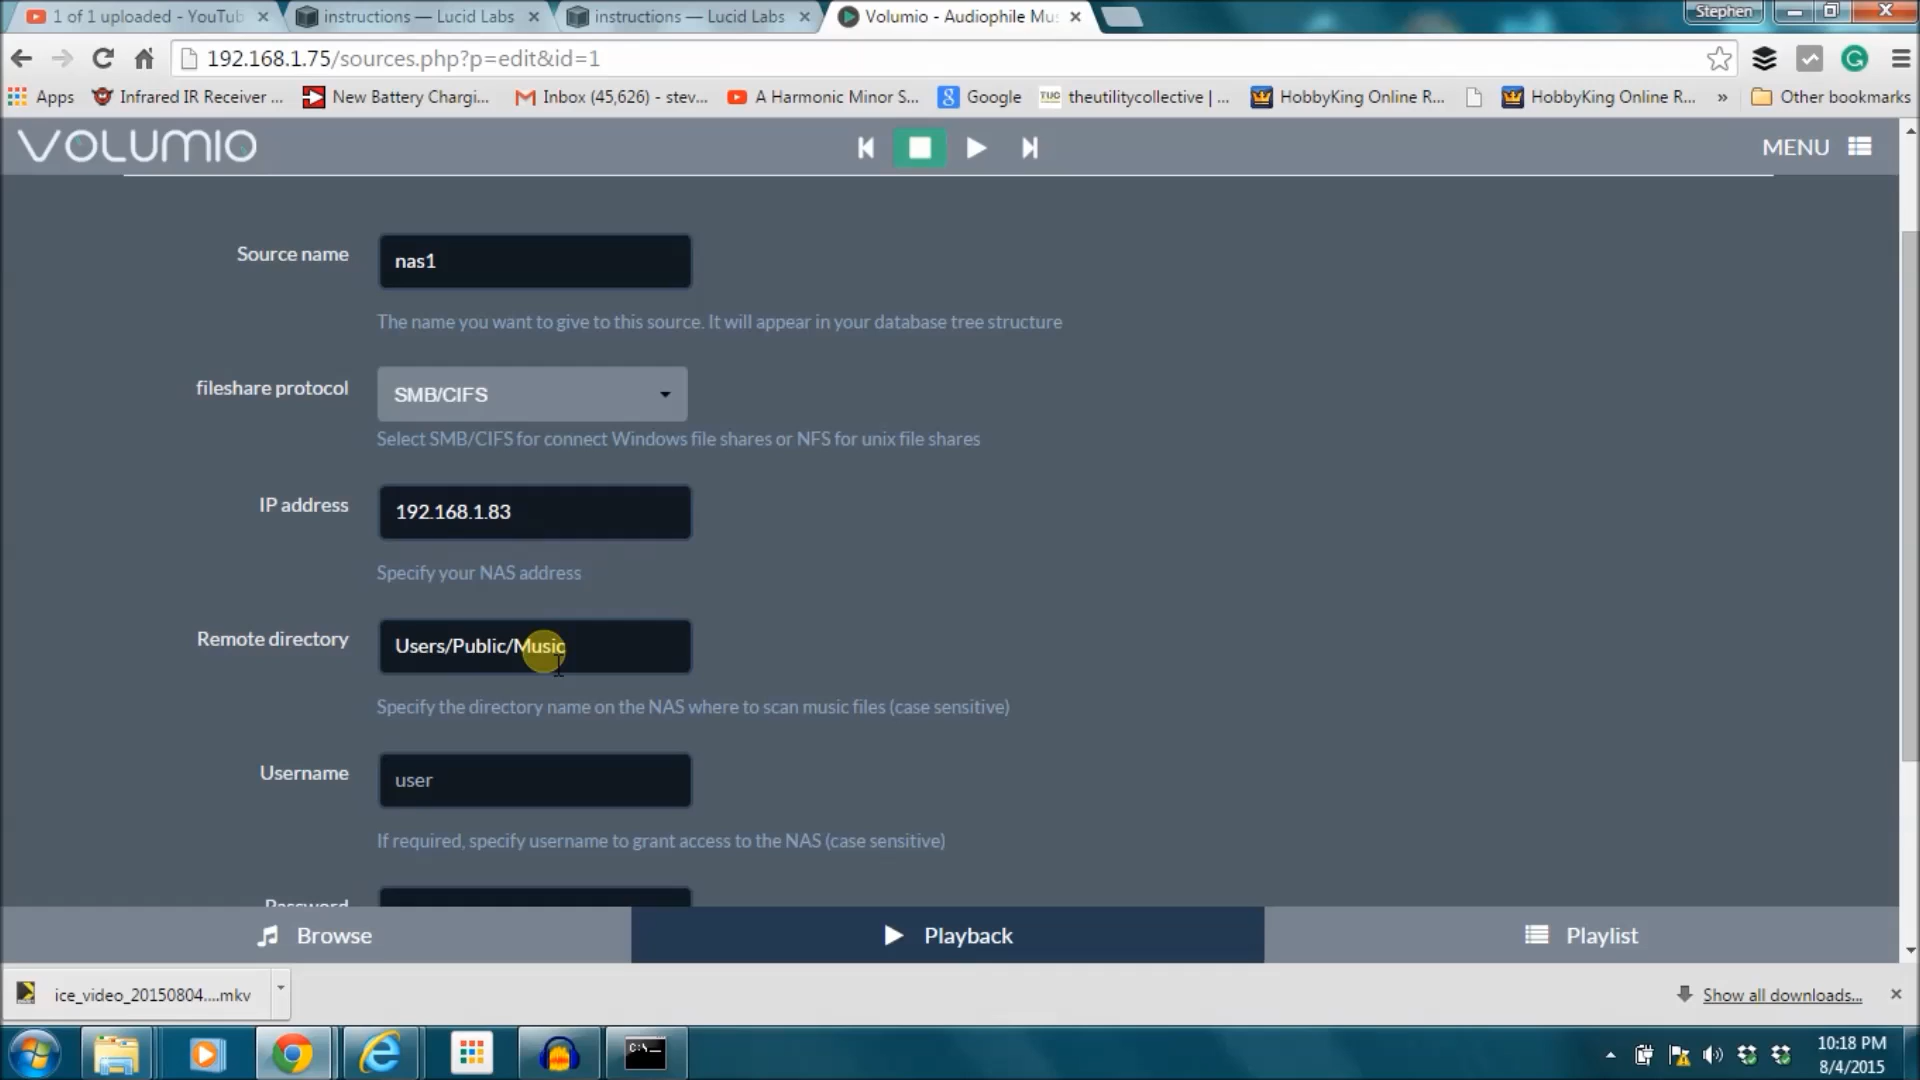 1 of 1 uploaded - YouTub
instructions — Lucid Labs
instructions — Lucid Labs
Volumio - Audiophile Mu
Stephen
192.168.1.75/sources.php?p=edit&id=1
Apps
Infrared IR Receiver ...
New Battery Chargi...
Inbox (45,626) - stev...
A Harmonic Minor S...
Google
TUC
theutilitycollective | ...
HobbyKing Online R...
HobbyKing Online R...
»
Other bookmarks
VOLUMIO
MENU
Source name
nas1
The name you want to give to this source. It will appear in your database tree structure
fileshare protocol
SMB/CIFS
Select SMB/CIFS for connect Windows file shares or NFS for unix file shares
IP address
192.168.1.83
Specify your NAS address
Remote directory
Users/Public/Music
Specify the directory name on the NAS where to scan music files (case sensitive)
Username
user
If required, specify username to grant access to the NAS (case sensitive)
Password
Browse
Playback
Playlist
ice_video_20150804....mkv
Show all downloads...
C:\_
10:18 PM
8/4/2015